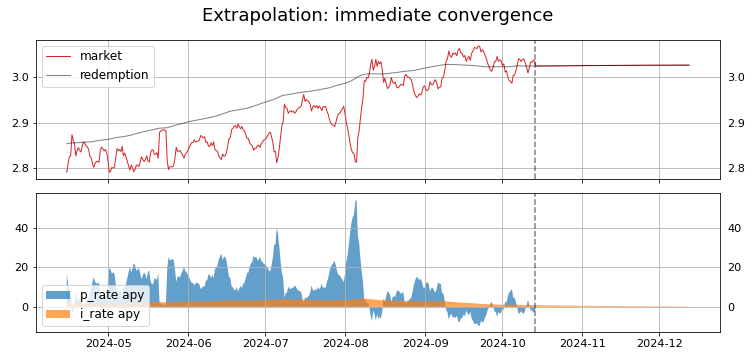 Extrapolation: immediate convergence
market
redemption
3.0
2.9
2.8
3.0
2.9
2.8
40
20
0
40
20
0
p_rate apy
i_rate apy
2024-05 2024-06 2024-07 2024-08 2024-09 2024-10 2024-11 2024-12